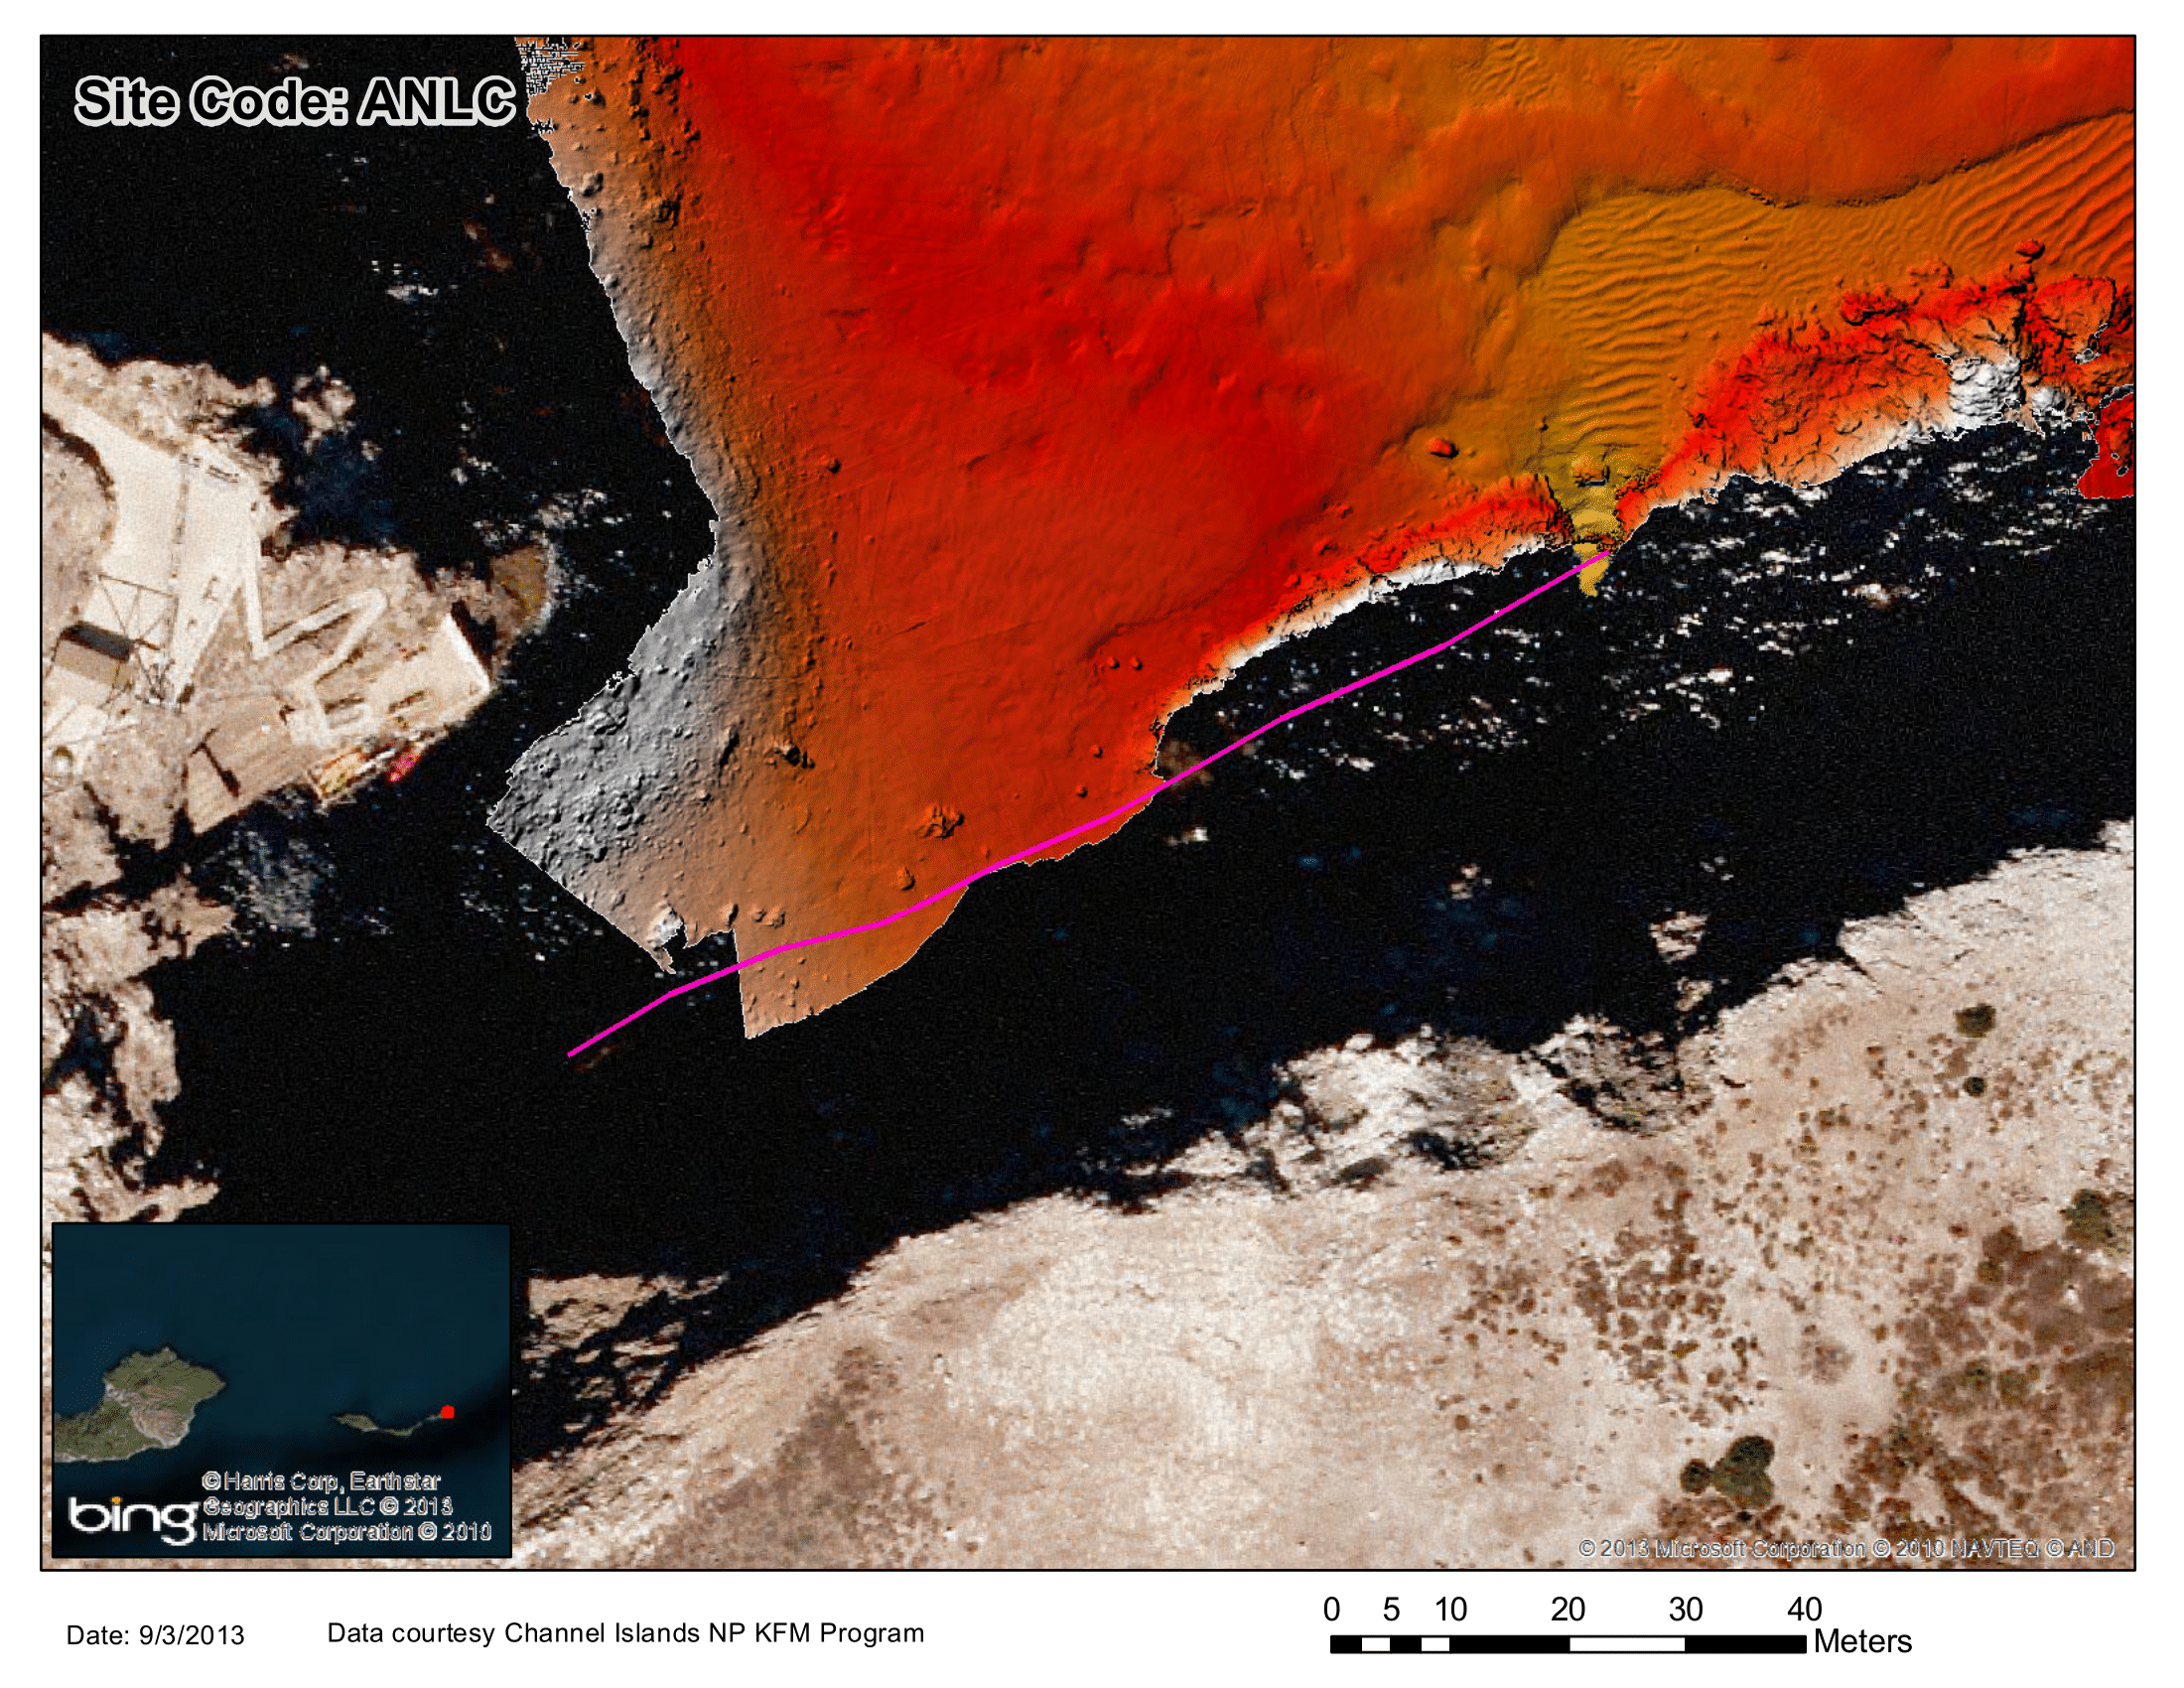 Site Code: ANLC
©Harris Corp, Earthstar
Geographics LLC © 2013
Microsoft Corporation © 2010
bing
© 2013 Microsoft Corporation © 2010 NAVTEQ © AND
Date: 9/3/2013
Data courtesy Channel Islands NP KFM Program
0 5 10 20 30 40
Meters